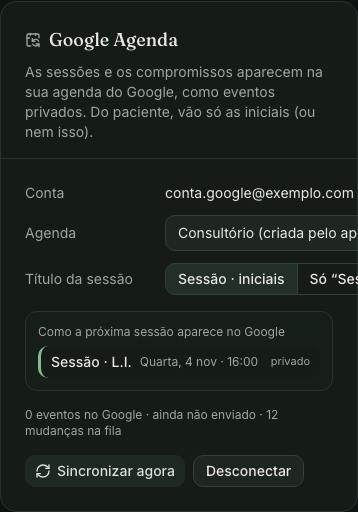 Google Agenda
As sessões e os compromissos aparecem na
sua agenda do Google, como eventos
privados. Do paciente, vão só as iniciais (ou
nem isso).
Conta conta.google@exemplo.com
Agenda Consultório (criada pelo ap
Título da sessão Sessão · iniciais Só “Ses
Como a próxima sessão aparece no Google
Sessão · L.I. Quarta, 4 nov · 16:00 privado
0 eventos no Google · ainda não enviado · 12
mudanças na fila
Sincronizar agora Desconectar